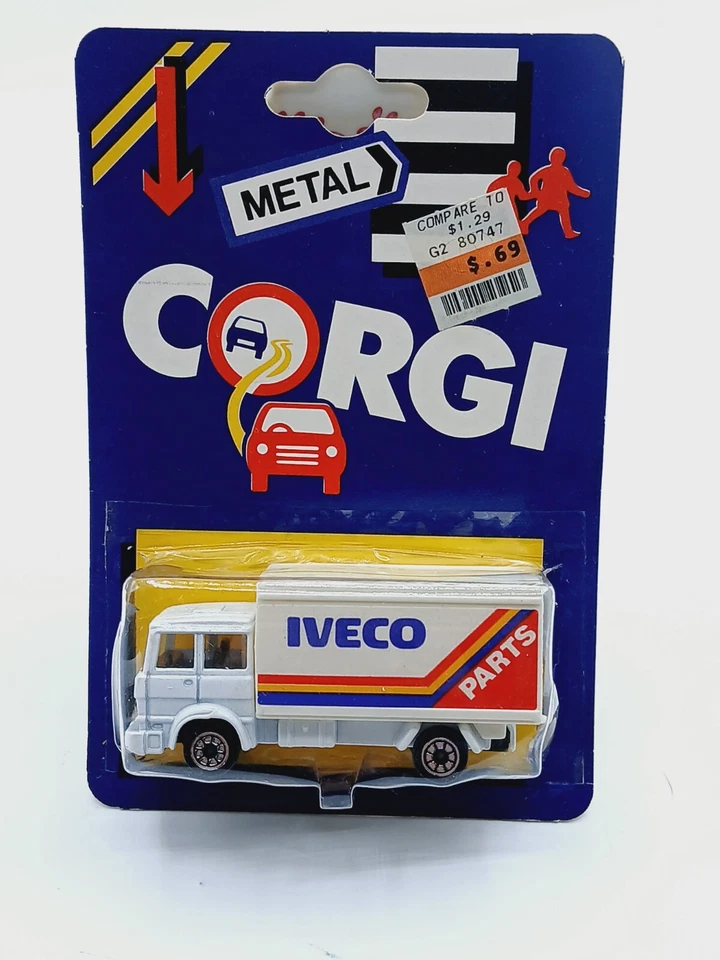 METAL
COMPARE TO
$1.29
G2 80747
$.69
CORGI
IVECO
PARTS